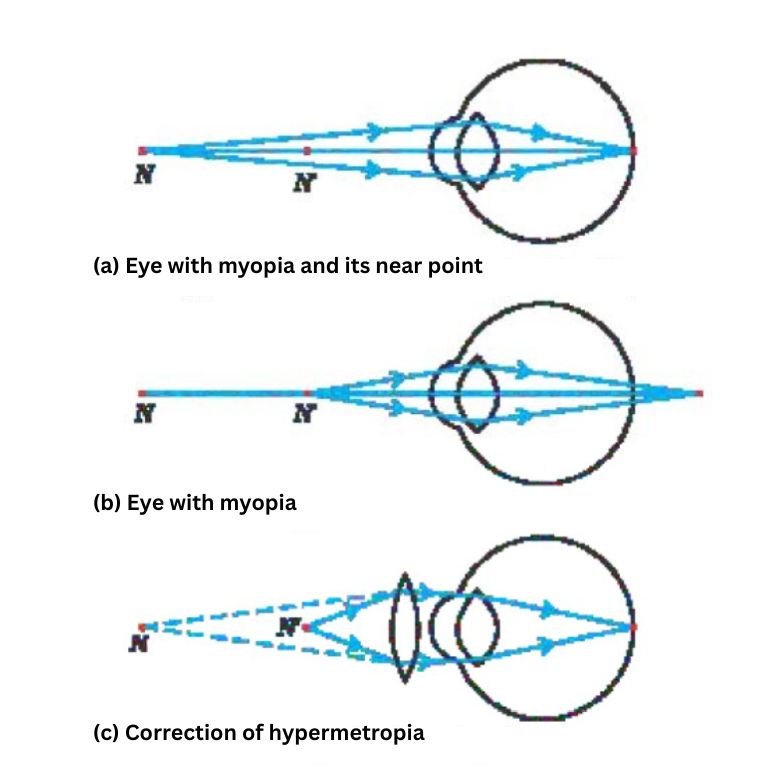 N
N'
(a) Eye with myopia and its near point
N
N'
(b) Eye with myopia
N
N'
(c) Correction of hypermetropia